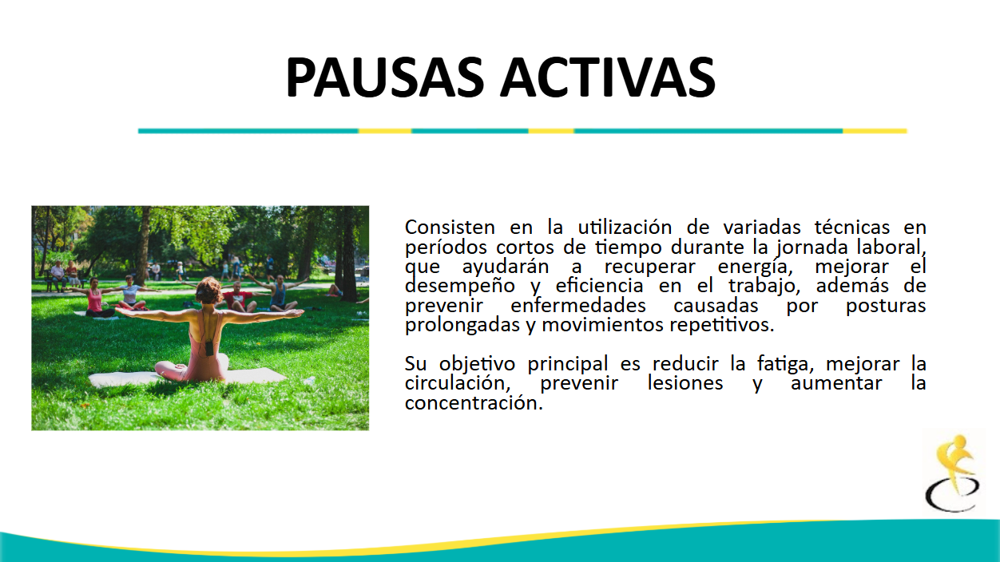 PAUSAS ACTIVAS
Consisten en la utilización de variadas técnicas en
períodos cortos de tiempo durante la jornada laboral,
que ayudarán a recuperar energía, mejorar el
desempeño y eficiencia en el trabajo, además de
prevenir enfermedades causadas por posturas
prolongadas y movimientos repetitivos.
Su objetivo principal es reducir la fatiga, mejorar la
circulación, prevenir lesiones y aumentar la
concentración.